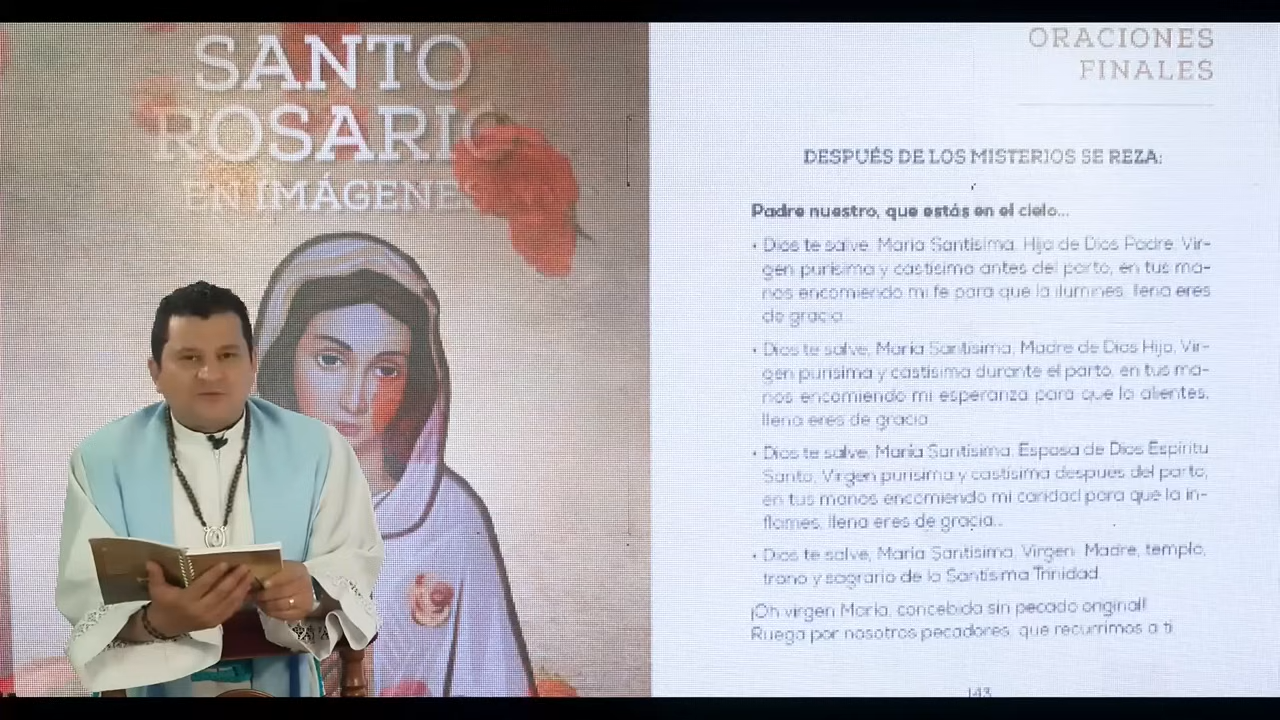 SANTO
ROSARIO
EN IMÁGENES
ORACIONES
FINALES
DESPUÉS DE LOS MISTERIOS SE REZA:
Padre nuestro, que estás en el cielo...
• Dios te salve, María Santísima, Hija de Dios Padre, Vir-
gen purísima y castísima antes del parto, en tus ma-
nos encomiendo mi fe para que la ilumines, llena eres
de gracia...
• Dios te salve, María Santísima, Madre de Dios Hijo, Vir-
gen purísima y castísima durante el parto, en tus ma-
nos encomiendo mi esperanza para que la alientes,
llena eres de gracia...
• Dios te salve, María Santísima, Esposa de Dios Espíritu
Santo, Virgen purísima y castísima después del parto,
en tus manos encomiendo mi caridad para que la in-
flames, llena eres de gracia...
• Dios te salve, María Santísima, Virgen Madre, templo,
trono y sagrario de la Santísima Trinidad.
¡Oh virgen María, concebida sin pecado original!
Ruega por nosotros pecadores, que recurrimos a ti.
143